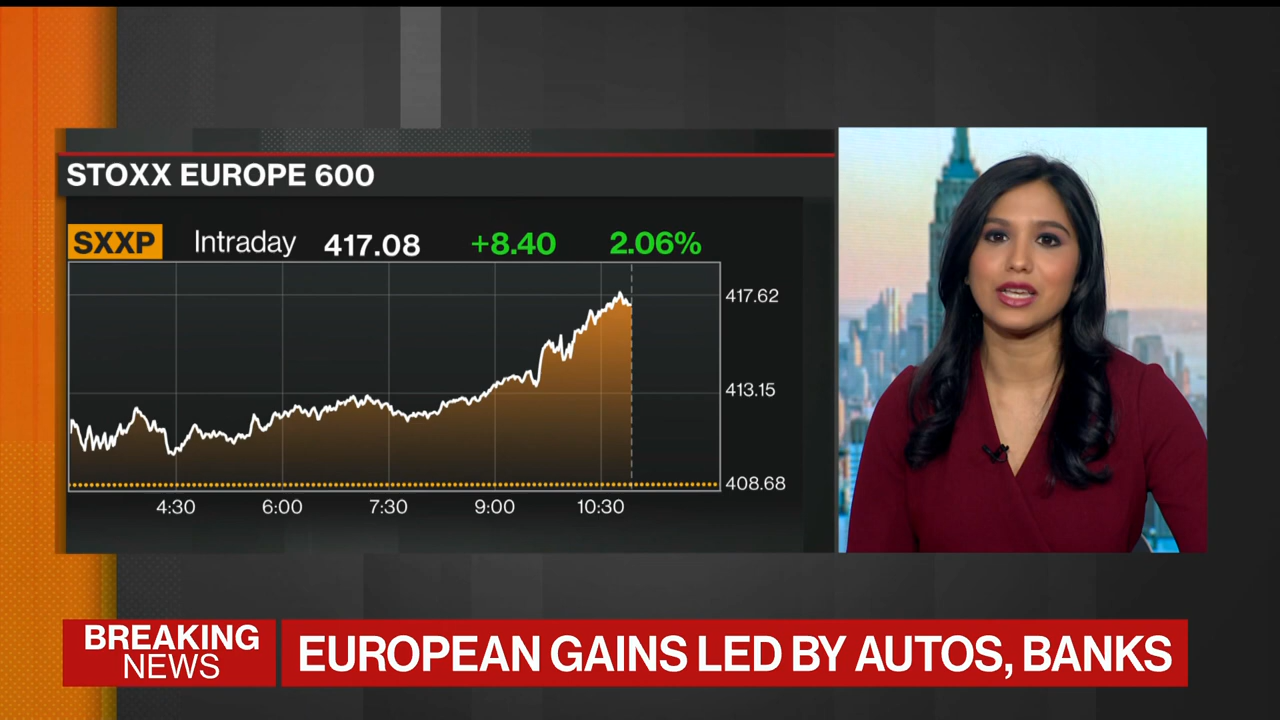 STOXX EUROPE 600
SXXP Intraday 417.08 +8.40 2.06%
417.62
413.15
408.68
4:30 6:00 7:30 9:00 10:30
BREAKING
NEWS
EUROPEAN GAINS LED BY AUTOS, BANKS